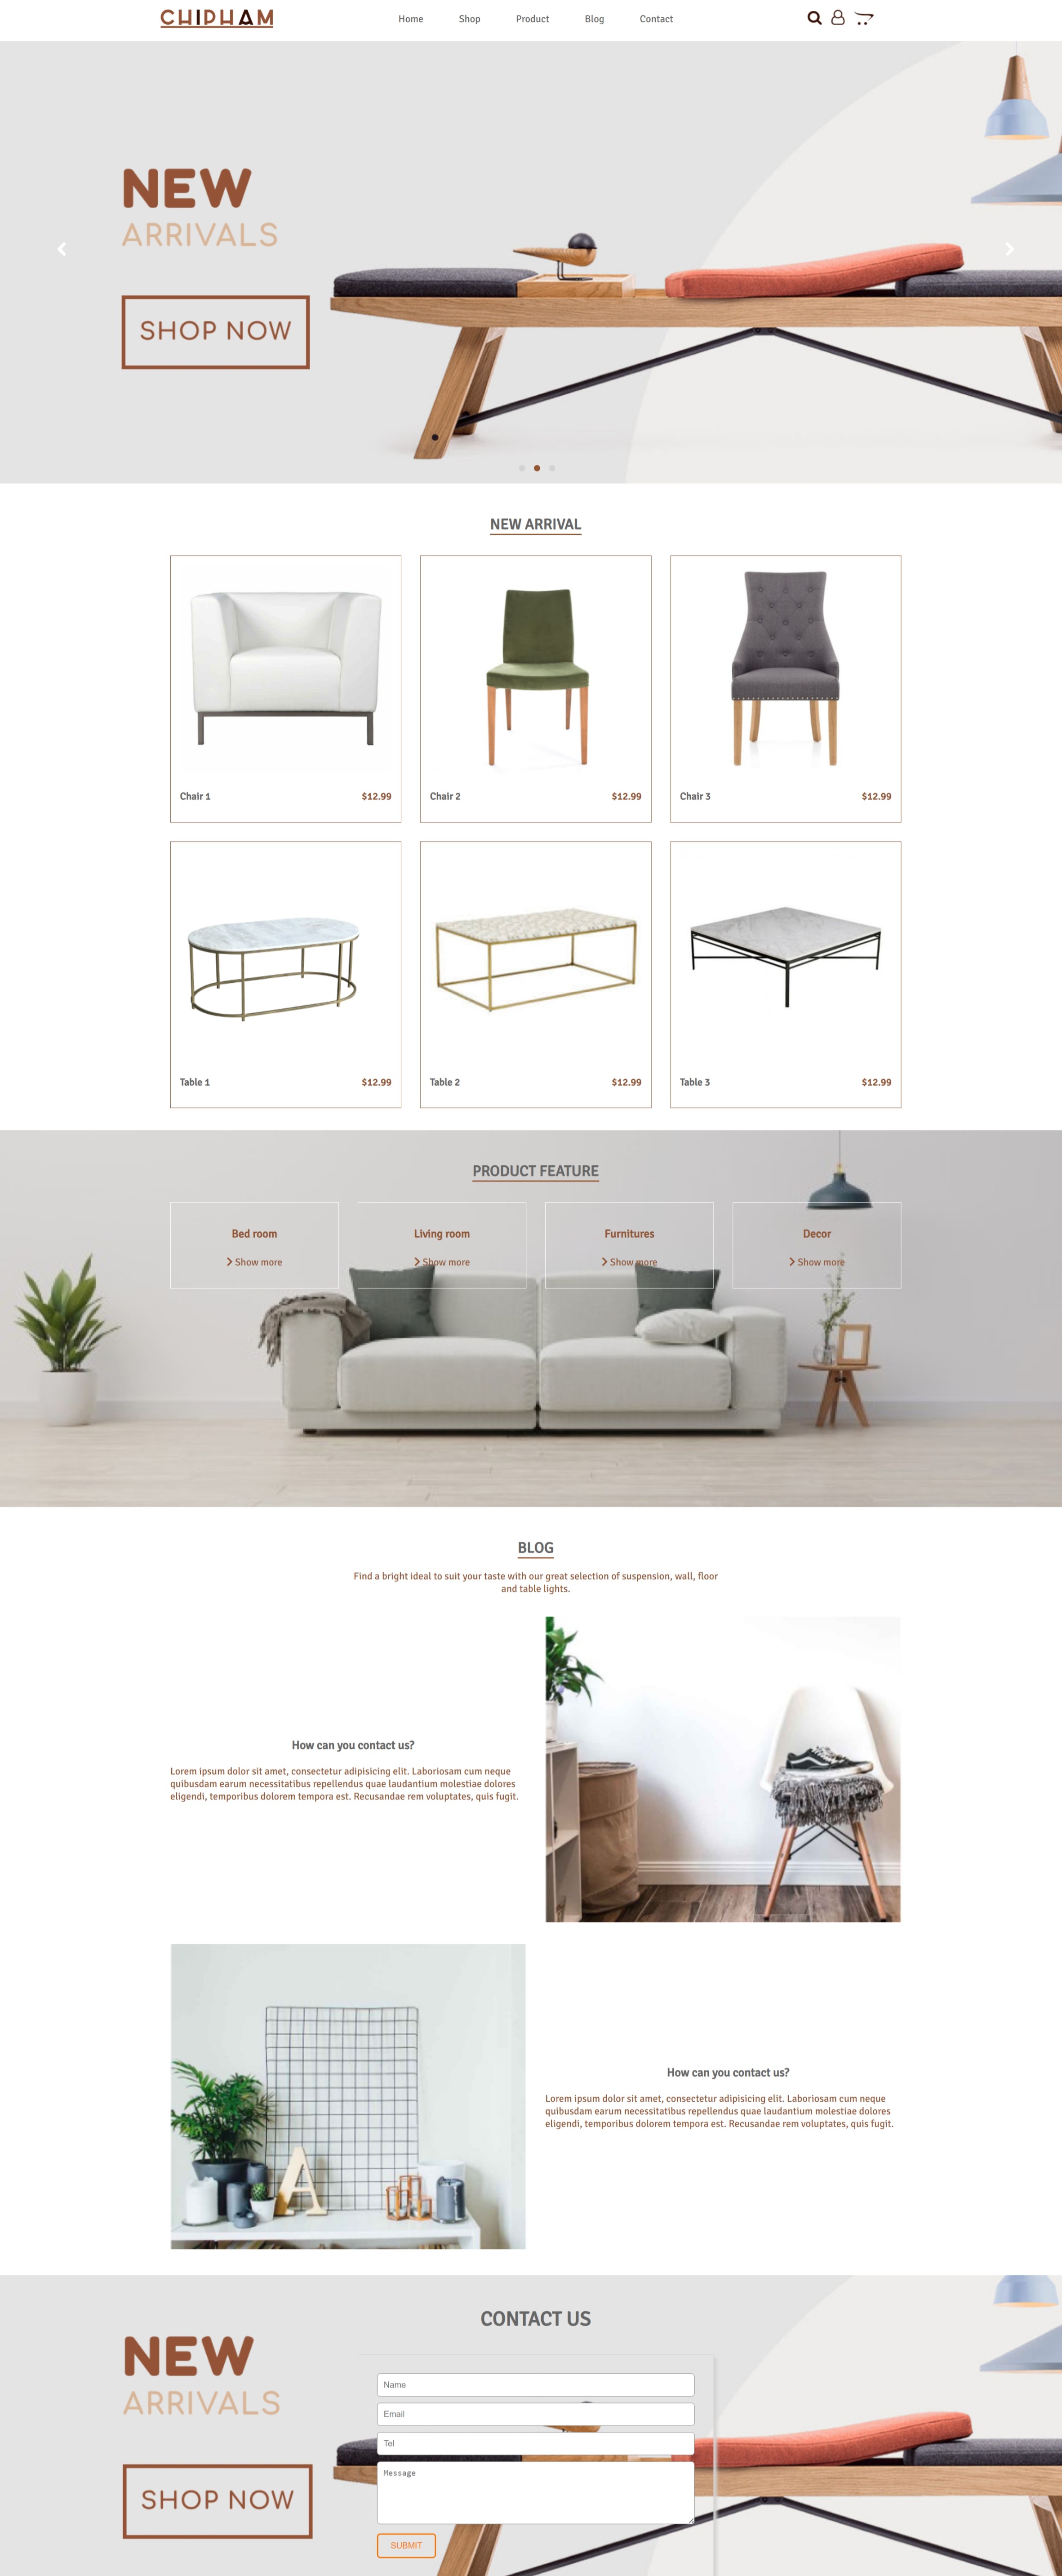 CHIPHAM
Home Shop Product Blog Contact
NEW
ARRIVALS
SHOP NOW
NEW ARRIVAL
Chair 1 $12.99
Chair 2 $12.99
Chair 3 $12.99
Table 1 $12.99
Table 2 $12.99
Table 3 $12.99
PRODUCT FEATURE
Bed room
Show more
Living room
Show more
Furnitures
Show more
Decor
Show more
BLOG
Find a bright ideal to suit your taste with our great selection of suspension, wall, floor
and table lights.
How can you contact us?
Lorem ipsum dolor sit amet, consectetur adipisicing elit. Laboriosam cum neque
quibusdam earum necessitatibus repellendus quae laudantium molestiae dolores
eligendi, temporibus dolorem tempora est. Recusandae rem voluptates, quis fugit.
A
How can you contact us?
Lorem ipsum dolor sit amet, consectetur adipisicing elit. Laboriosam cum neque
quibusdam earum necessitatibus repellendus quae laudantium molestiae dolores
eligendi, temporibus dolorem tempora est. Recusandae rem voluptates, quis fugit.
CONTACT US
NEW
ARRIVALS
SHOP NOW
Name
Email
Tel
Message
SUBMIT